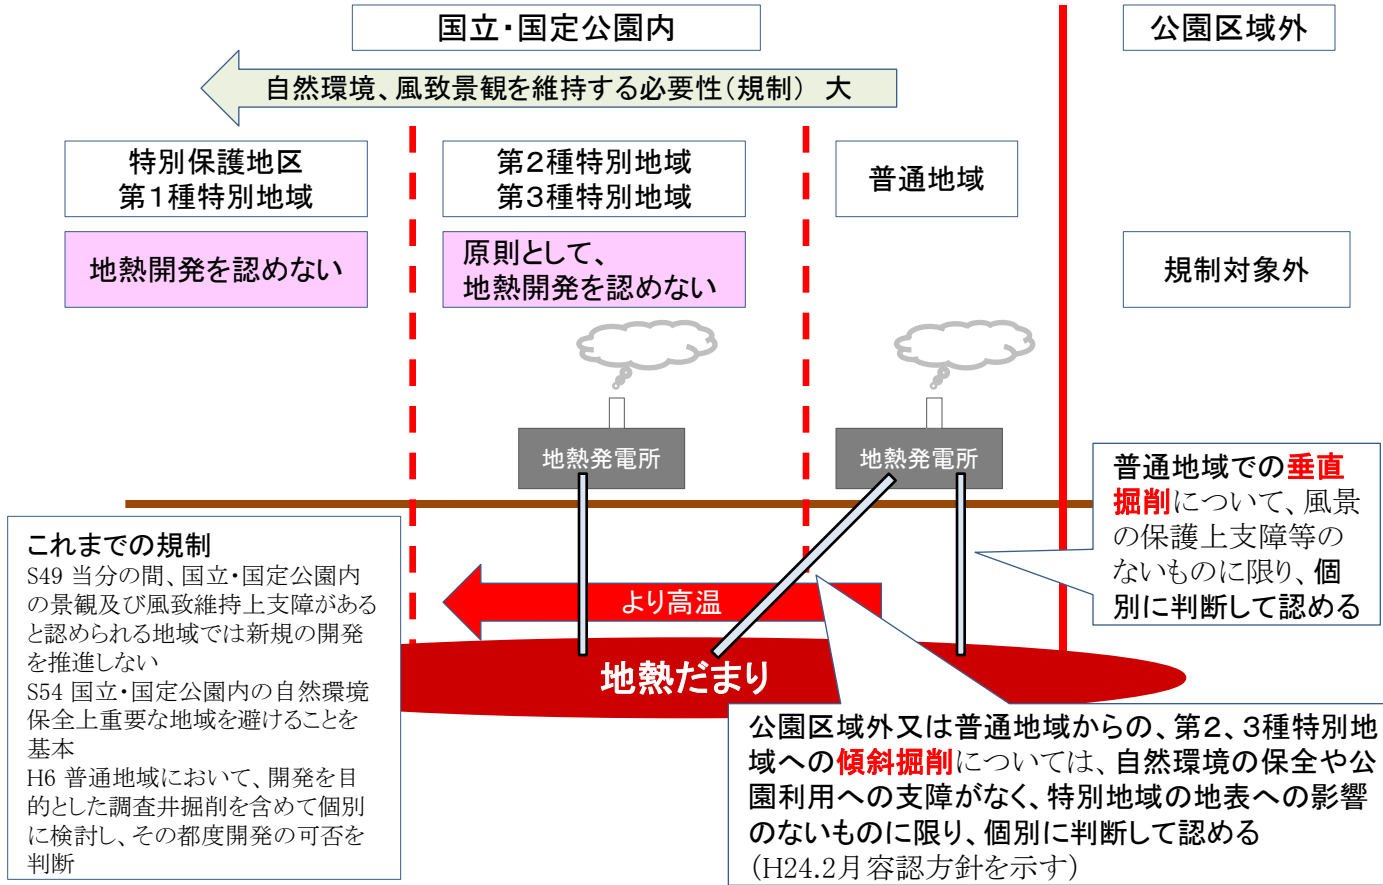 国立・国定公園内
公園区域外
自然環境、風致景観を維持する必要性(規制) 大
特別保護地区
第1種特別地域
第2種特別地域
第3種特別地域
普通地域
地熱開発を認めない
原則として、
地熱開発を認めない
規制対象外
地熱発電所
地熱発電所
普通地域での垂直
掘削について、風景
の保護上支障等の
ないものに限り、個
別に判断して認める
これまでの規制
S49 当分の間、国立・国定公園内
の景観及び風致維持上支障がある
と認められる地域では新規の開発
を推進しない
S54 国立・国定公園内の自然環境
保全上重要な地域を避けることを
基本
H6 普通地域において、開発を目
的とした調査井掘削を含めて個別
に検討し、その都度開発の可否を
判断
より高温
地熱だまり
公園区域外又は普通地域からの、第2、3種特別地
域への傾斜掘削については、自然環境の保全や公
園利用への支障がなく、特別地域の地表への影響
のないものに限り、個別に判断して認める
(H24.2月容認方針を示す)